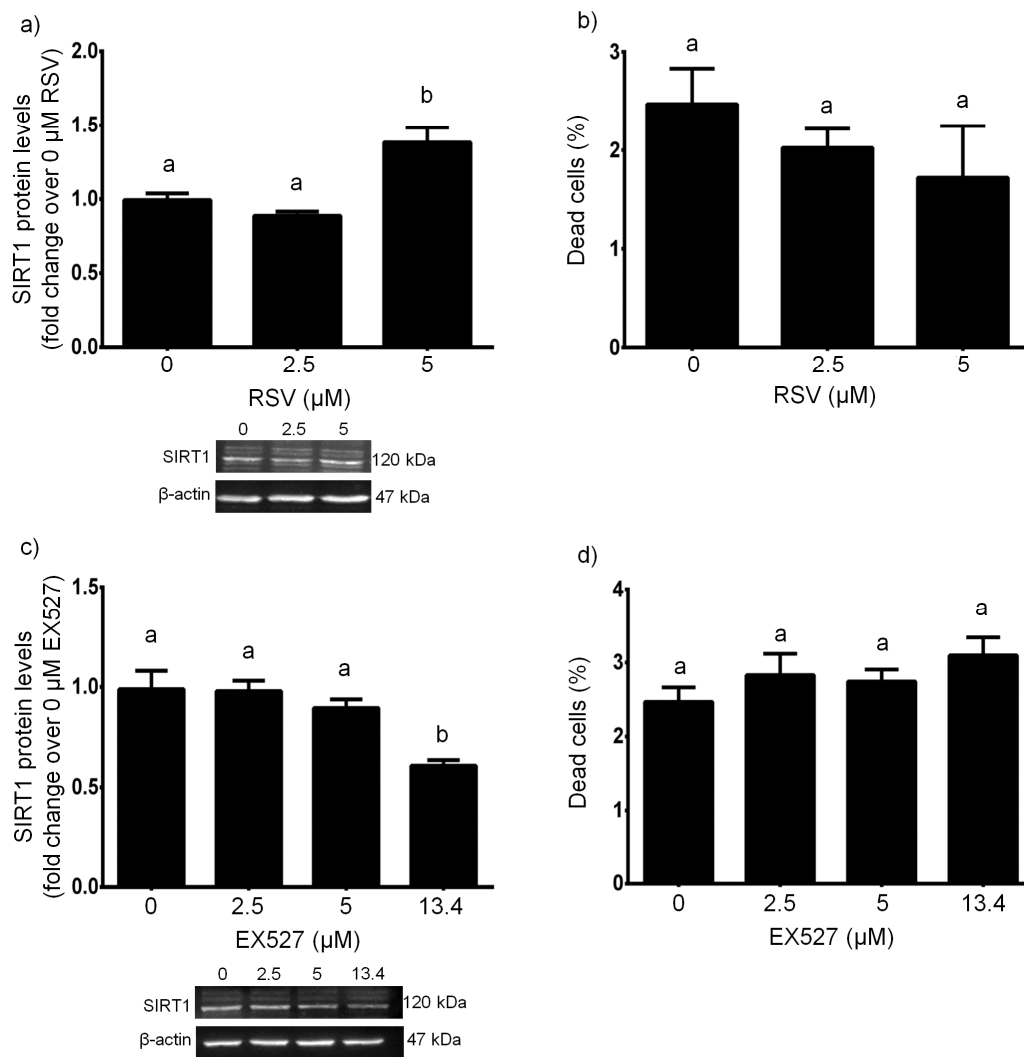 a)
SIRT1 protein levels
(fold change over 0 µM RSV)
2.0
1.5
1.0
0.5
0.0
a
a
b
0 2.5 5
RSV (µM)
0 2.5 5
SIRT1 120 kDa
β-actin 47 kDa
b)
Dead cells (%)
3
2
1
0
a
a
a
0 2.5 5
RSV (µM)
c)
SIRT1 protein levels
(fold change over 0 µM EX527)
1.5
1.0
0.5
0.0
a
a
a
b
0 2.5 5 13.4
EX527 (µM)
0 2.5 5 13.4
SIRT1 120 kDa
β-actin 47 kDa
d)
Dead cells (%)
4
3
2
1
0
a
a
a
a
0 2.5 5 13.4
EX527 (µM)